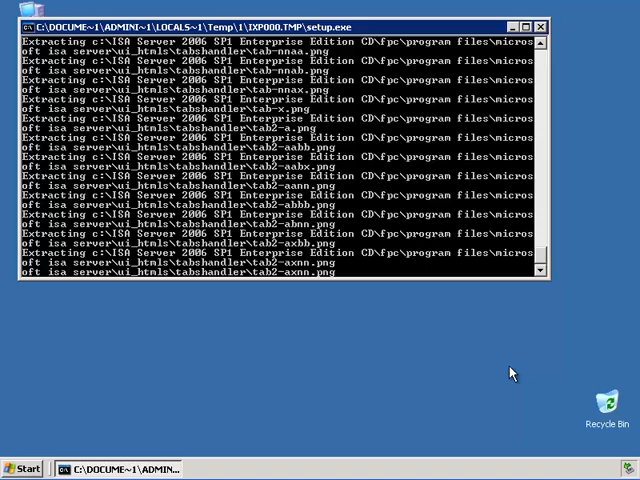 C:\DOCUME~1\ADMINI~1\LOCALS~1\Temp\1\IXP000.TMP\setup.exe
Extracting c:\ISA Server 2006 SP1 Enterprise Edition CD\fpc\program files\micros
oft isa server\ui_htmls\tabshandler\tab-nnaa.png
Extracting c:\ISA Server 2006 SP1 Enterprise Edition CD\fpc\program files\micros
oft isa server\ui_htmls\tabshandler\tab-nnab.png
Extracting c:\ISA Server 2006 SP1 Enterprise Edition CD\fpc\program files\micros
oft isa server\ui_htmls\tabshandler\tab-nnax.png
Extracting c:\ISA Server 2006 SP1 Enterprise Edition CD\fpc\program files\micros
oft isa server\ui_htmls\tabshandler\tab-x.png
Extracting c:\ISA Server 2006 SP1 Enterprise Edition CD\fpc\program files\micros
oft isa server\ui_htmls\tabshandler\tab2-a.png
Extracting c:\ISA Server 2006 SP1 Enterprise Edition CD\fpc\program files\micros
oft isa server\ui_htmls\tabshandler\tab2-aabb.png
Extracting c:\ISA Server 2006 SP1 Enterprise Edition CD\fpc\program files\micros
oft isa server\ui_htmls\tabshandler\tab2-aabx.png
Extracting c:\ISA Server 2006 SP1 Enterprise Edition CD\fpc\program files\micros
oft isa server\ui_htmls\tabshandler\tab2-aann.png
Extracting c:\ISA Server 2006 SP1 Enterprise Edition CD\fpc\program files\micros
oft isa server\ui_htmls\tabshandler\tab2-abbb.png
Extracting c:\ISA Server 2006 SP1 Enterprise Edition CD\fpc\program files\micros
oft isa server\ui_htmls\tabshandler\tab2-abnn.png
Extracting c:\ISA Server 2006 SP1 Enterprise Edition CD\fpc\program files\micros
oft isa server\ui_htmls\tabshandler\tab2-axbb.png
Extracting c:\ISA Server 2006 SP1 Enterprise Edition CD\fpc\program files\micros
oft isa server\ui_htmls\tabshandler\tab2-axnn.png
oft isa server\ui_htmls\tabshandler\tab2-axnn.png
Recycle Bin
Start
C:\DOCUME~1\ADMIN...